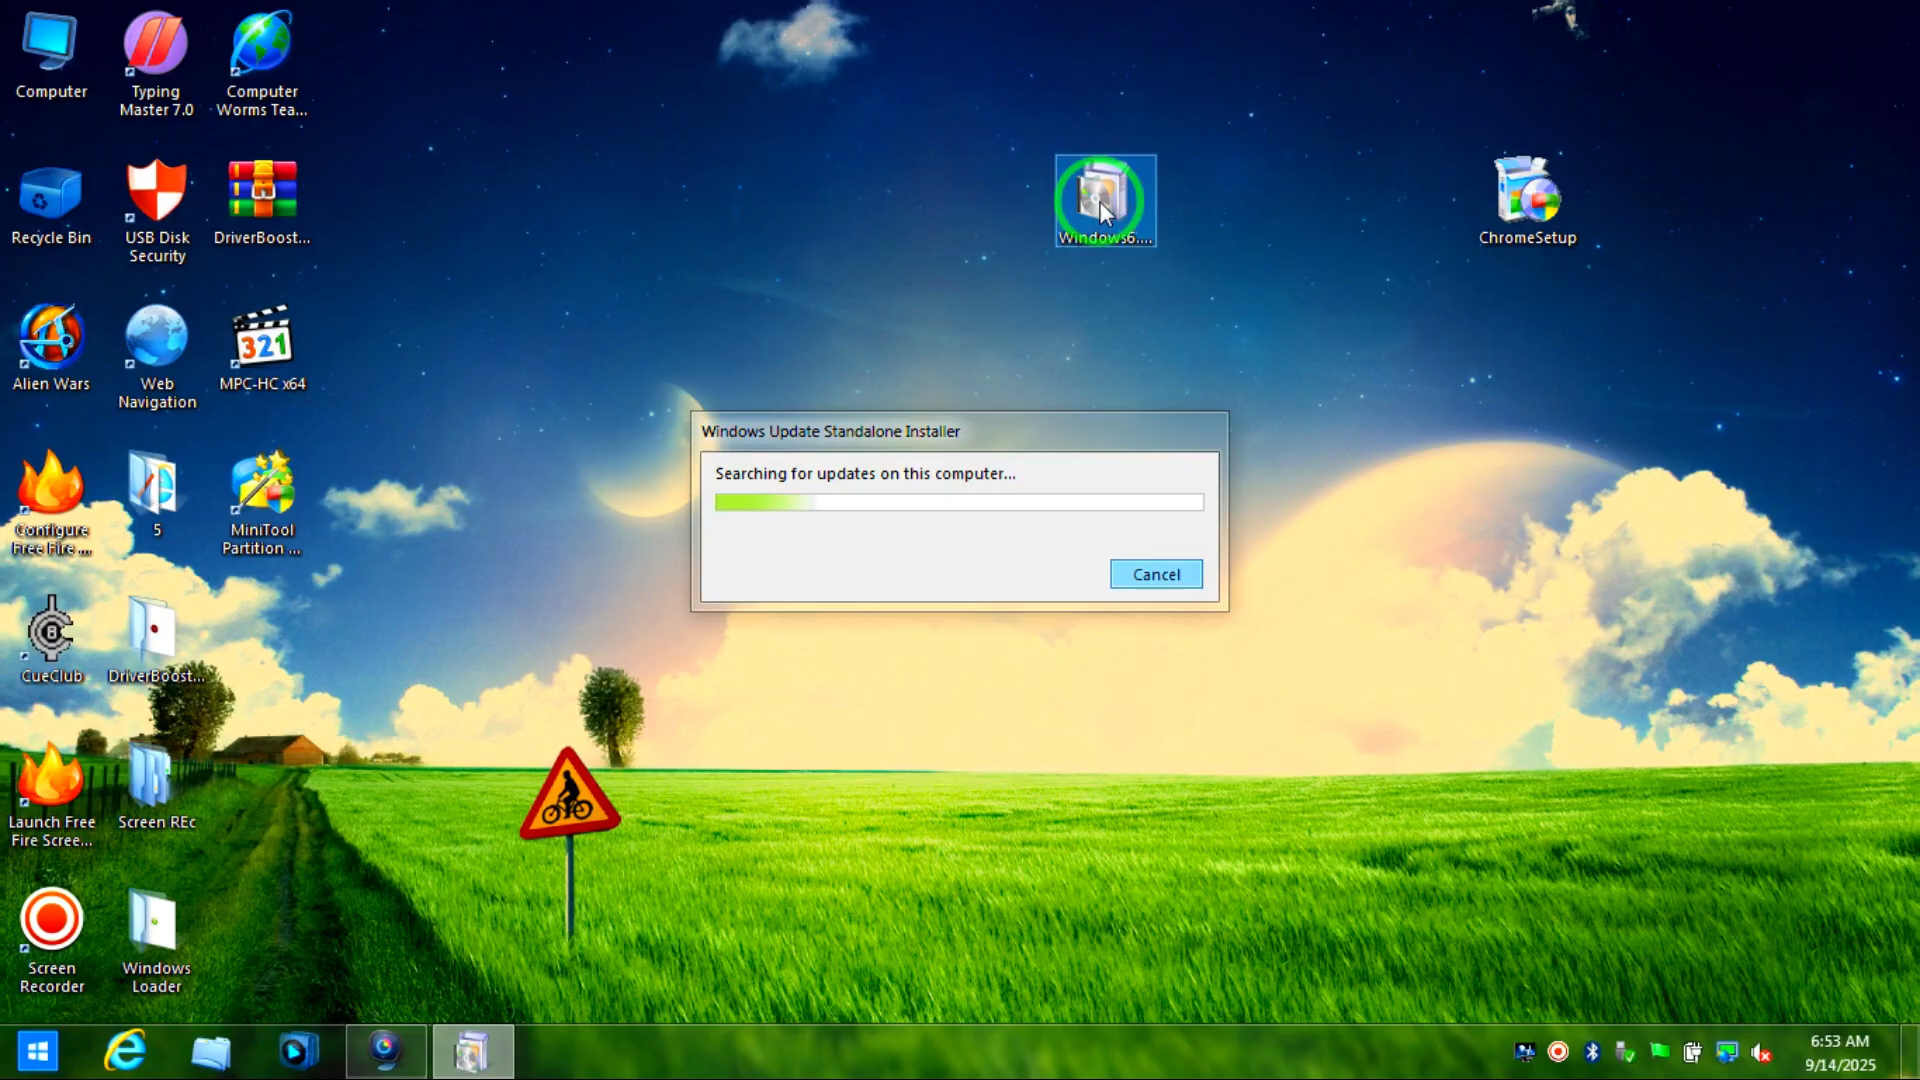 Computer
Typing
Master 7.0
Computer
Worms Tea...
Recycle Bin
USB Disk
Security
DriverBoost...
Windows6....
ChromeSetup
Alien Wars
Web
Navigation
321
MPC-HC x64
Windows Update Standalone Installer
Searching for updates on this computer...
Cancel
Configure
Free Fire ...
5
MiniTool
Partition ...
8
CueClub
DriverBoost...
Launch Free
Fire Scree...
Screen REc
Screen
Recorder
Windows
Loader
6:53 AM
9/14/2025